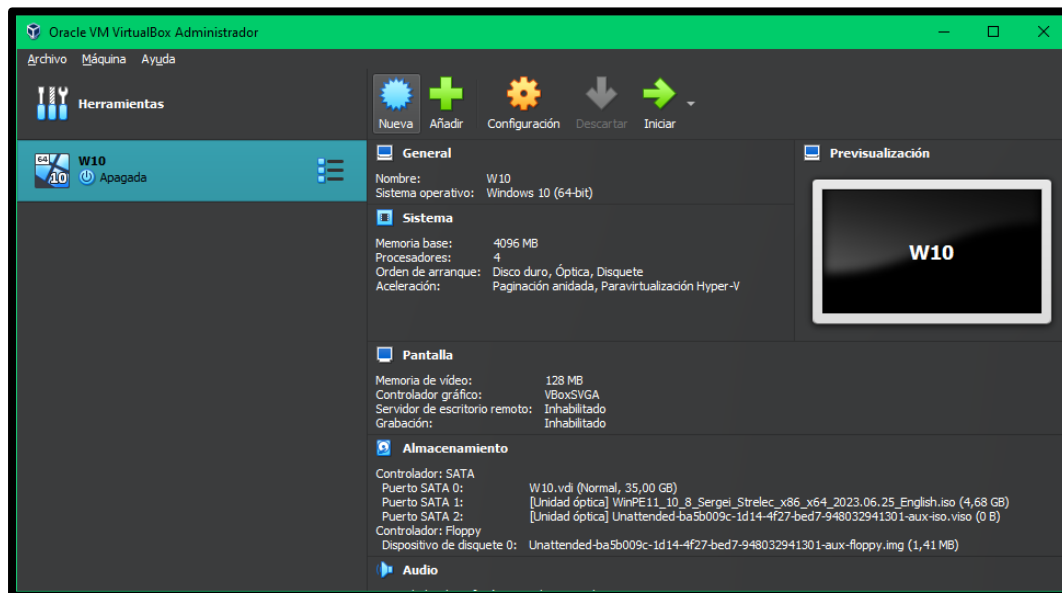 Oracle VM VirtualBox Administrador
Archivo Máquina Ayuda
Herramientas
Nueva Añadir Configuración Descartar Iniciar
64
10
W10
Apagada
General
Nombre: W10
Sistema operativo: Windows 10 (64-bit)
Previsualización
W10
Sistema
Memoria base: 4096 MB
Procesadores: 4
Orden de arranque: Disco duro, Óptica, Disquete
Aceleración: Paginación anidada, Paravirtualización Hyper-V
Pantalla
Memoria de vídeo: 128 MB
Controlador gráfico: VBoxSVGA
Servidor de escritorio remoto: Inhabilitado
Grabación: Inhabilitado
Almacenamiento
Controlador: SATA
Puerto SATA 0: W10.vdi (Normal, 35,00 GB)
Puerto SATA 1: [Unidad óptica] WinPE11_10_8_Sergei_Strelec_x86_x64_2023.06.25_English.iso (4,68 GB)
Puerto SATA 2: [Unidad óptica] Unattended-ba5b009c-1d14-4f27-bed7-948032941301-aux-iso.viso (0 B)
Controlador: Floppy
Dispositivo de disquete 0: Unattended-ba5b009c-1d14-4f27-bed7-948032941301-aux-floppy.img (1,41 MB)
Audio